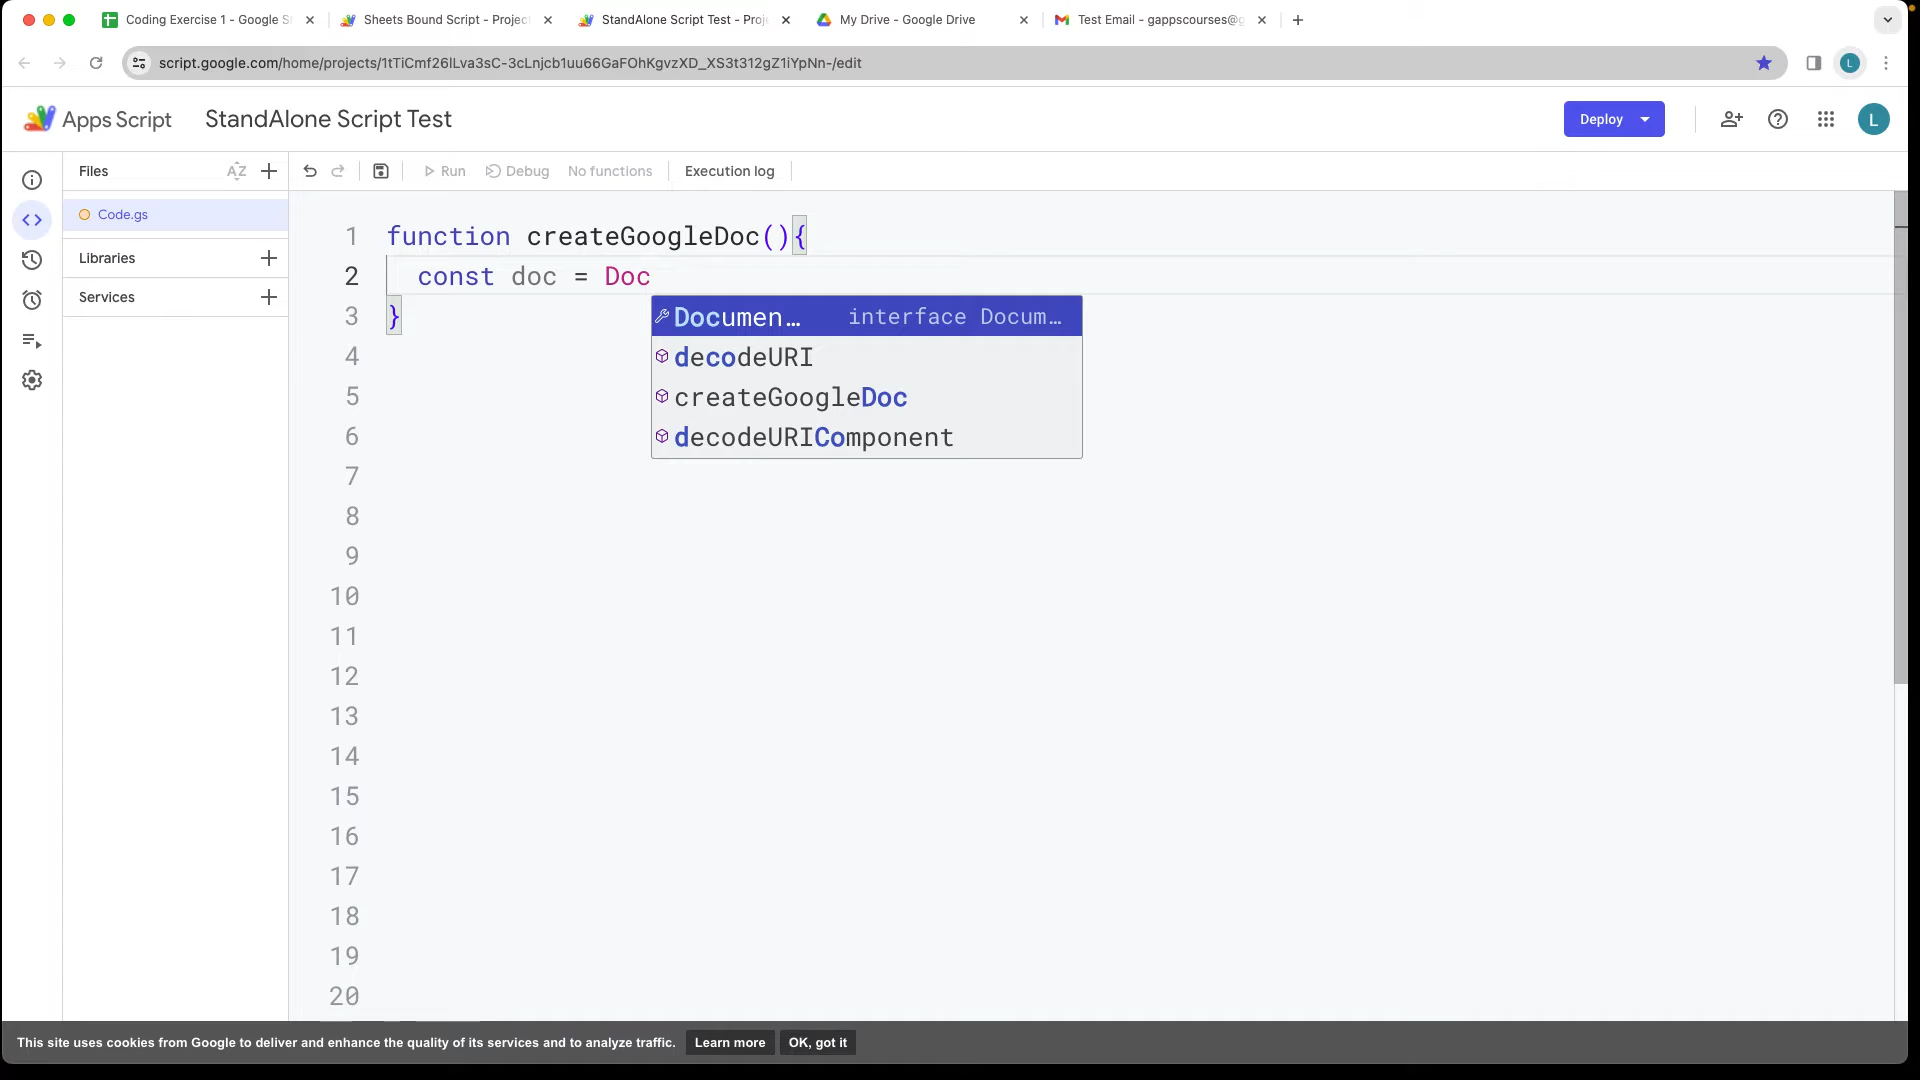 Coding Exercise 1 - Google S
Sheets Bound Script - Projec
StandAlone Script Test - Proj
My Drive - Google Drive
Test Email - gappscourses@g
script.google.com/home/projects/1tTiCmf26lLva3sC-3cLnjcb1uu66GaFOhKgvzXD_XS3t312gZ1iYpNn-/edit
L
Apps Script
StandAlone Script Test
Deploy
L
Files
AZ
Run
Debug
No functions
Execution log
Code.gs
Libraries
Services
1 function createGoogleDoc(){
2 const doc = Doc
3 }
Documen… interface Docum…
decodeURI
createGoogleDoc
decodeURIComponent
4
5
6
7
8
9
10
11
12
13
14
15
16
17
18
19
20
This site uses cookies from Google to deliver and enhance the quality of its services and to analyze traffic.
Learn more
OK, got it